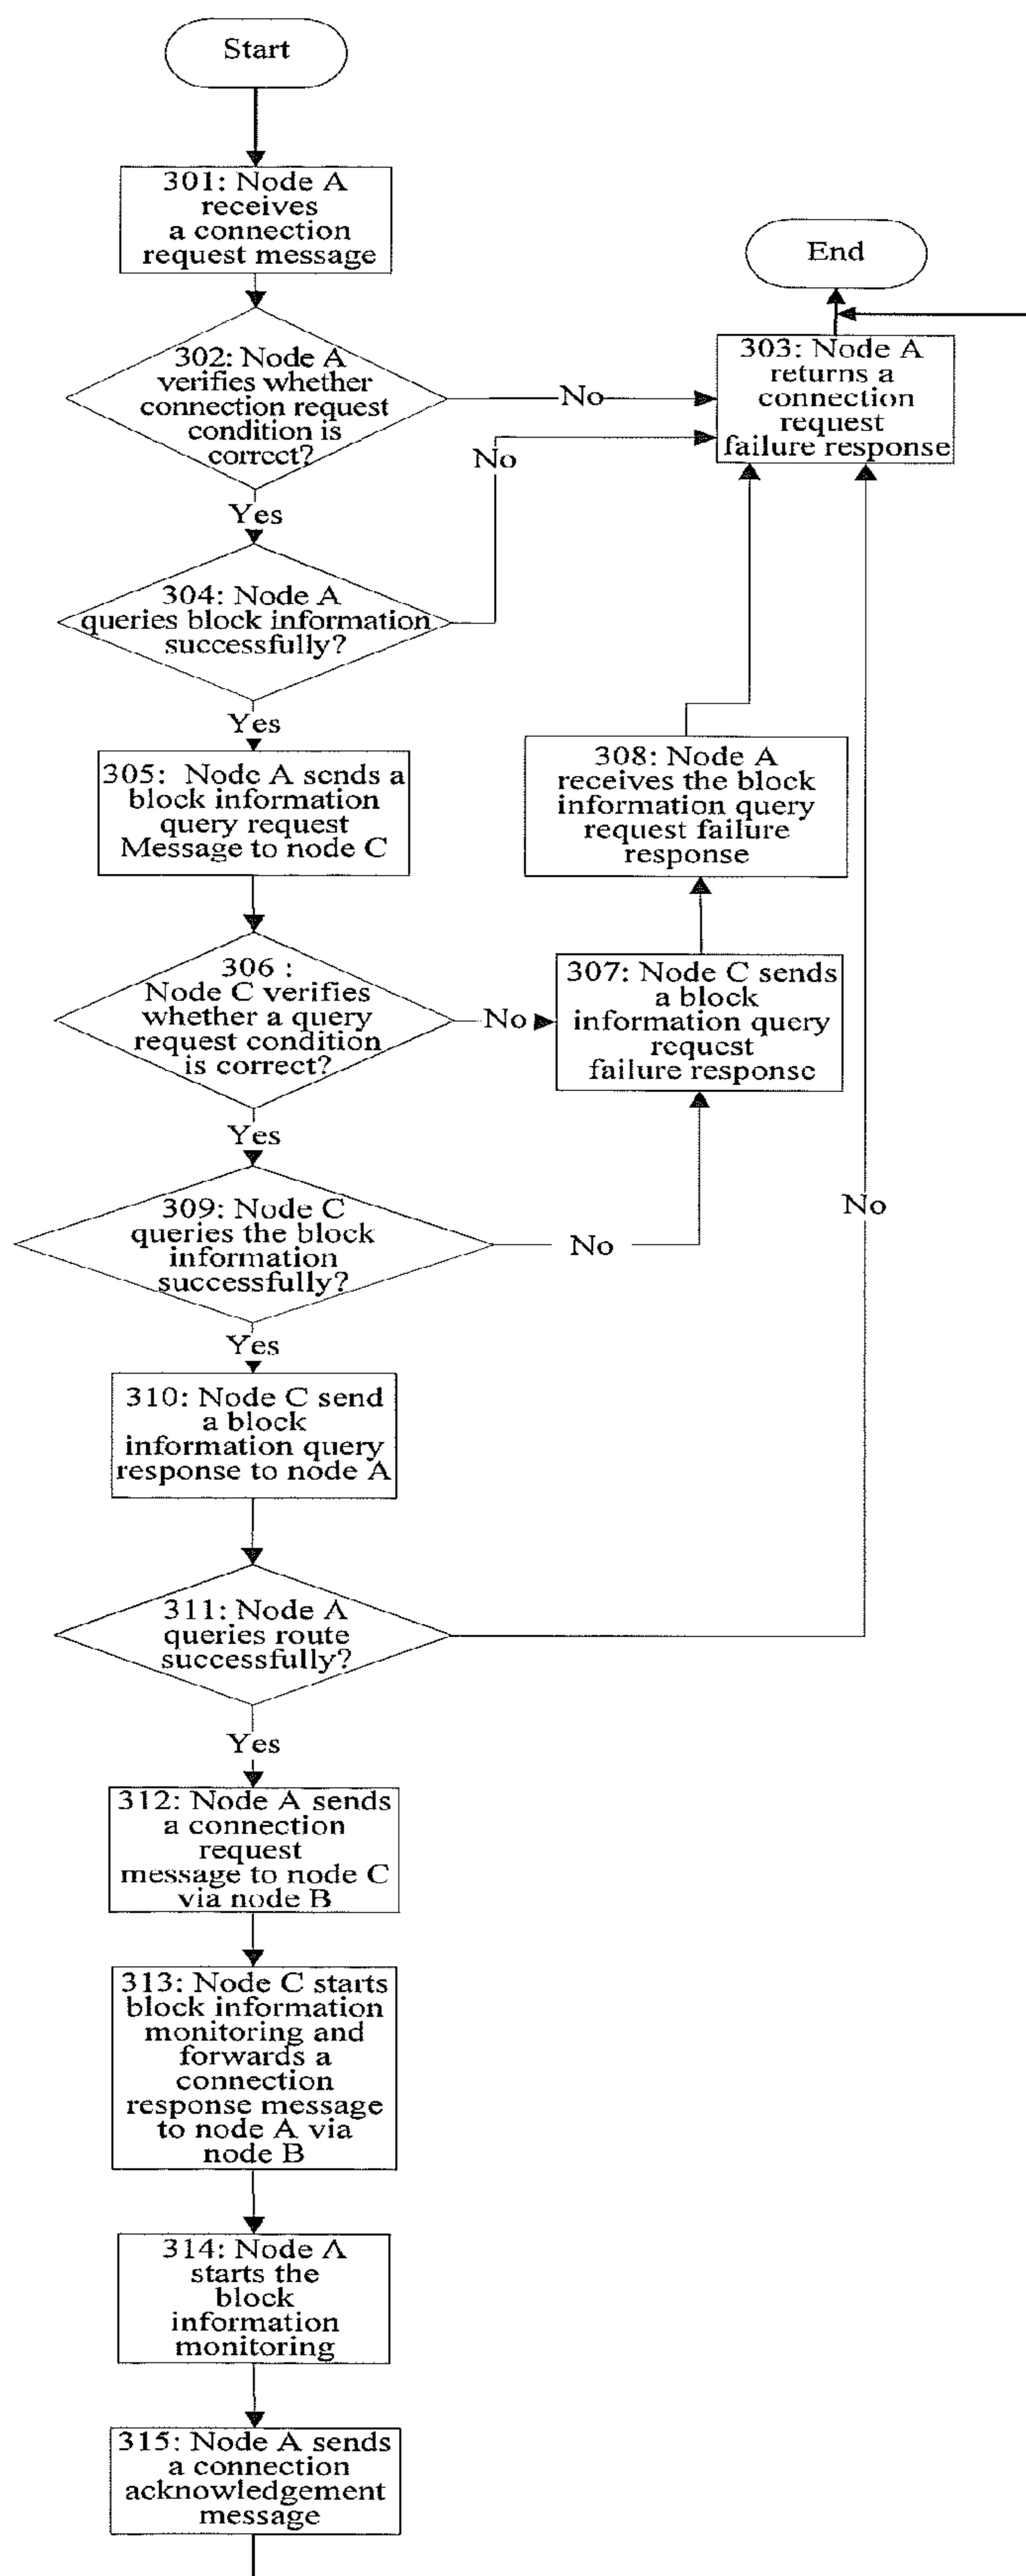 Start
301: Node A
receives
a connection
request message
End
302: Node A
verifies whether
connection request
condition is
correct?
No
303: Node A
returns a
connection
request
failure response
No
Yes
304: Node A
queries block information
successfully?
Yes
305: Node A sends a
block information
query request
Message to node C
308: Node A
receives the block
information query
request failure
response
306 :
Node C verifies
whether a query
request condition
is correct?
No
307: Node C sends
a block
information query
request
failure response
Yes
309: Node C
queries the block
information
successfully?
No
No
Yes
310: Node C send
a block
information query
response to node A
311: Node A
queries route
successfully?
Yes
312: Node A sends
a connection
request
message to node C
via node B
313: Node C starts
block information
monitoring and
forwards a
connection
response message
to node A via
node B
314: Node A
starts the
block
information
monitoring
315: Node A sends
a connection
acknowledgement
message